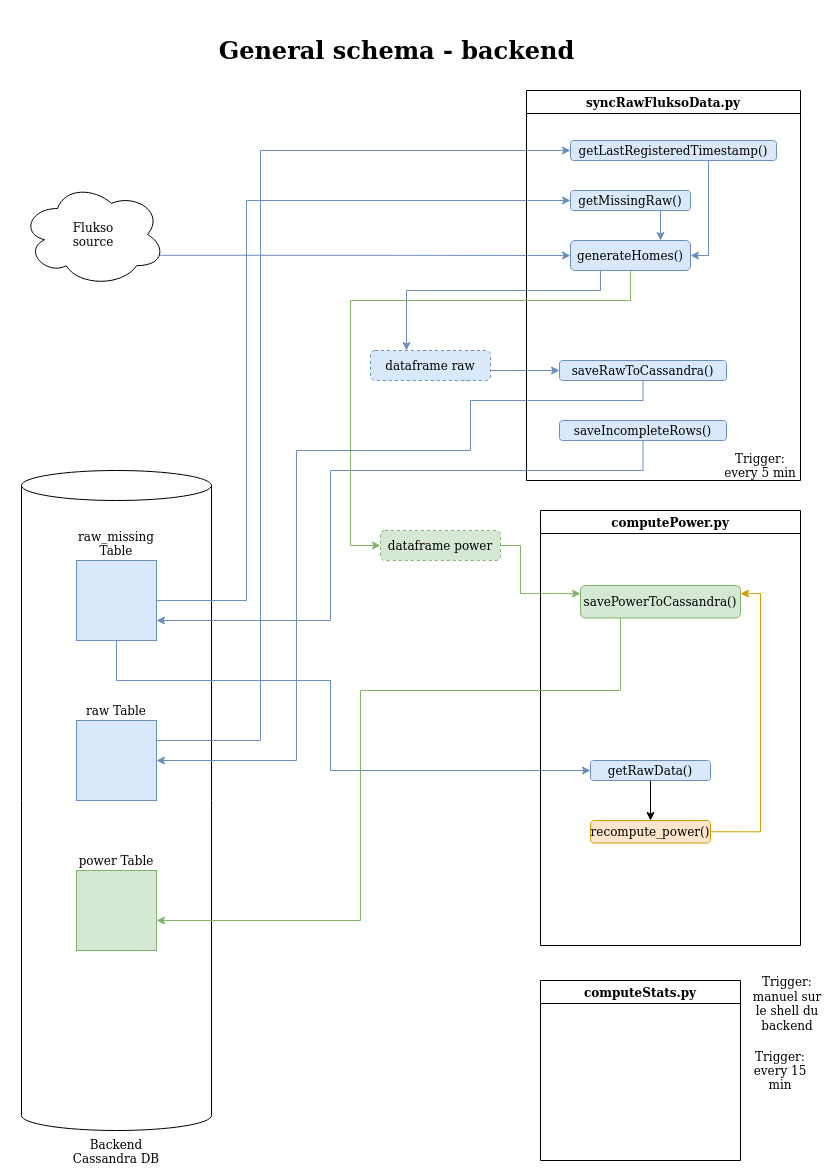 General schema - backend
syncRawFluksoData.py
getLastRegisteredTimestamp()
getMissingRaw()
Flukso
source
generateHomes()
dataframe raw
saveRawToCassandra()
saveIncompleteRows()
Trigger:
every 5 min
computePower.py
raw_missing
Table
dataframe power
savePowerToCassandra()
raw Table
getRawData()
recompute_power()
power Table
computeStats.py
Trigger:
manuel sur
le shell du
backend
Trigger:
every 15
min
Backend
Cassandra DB